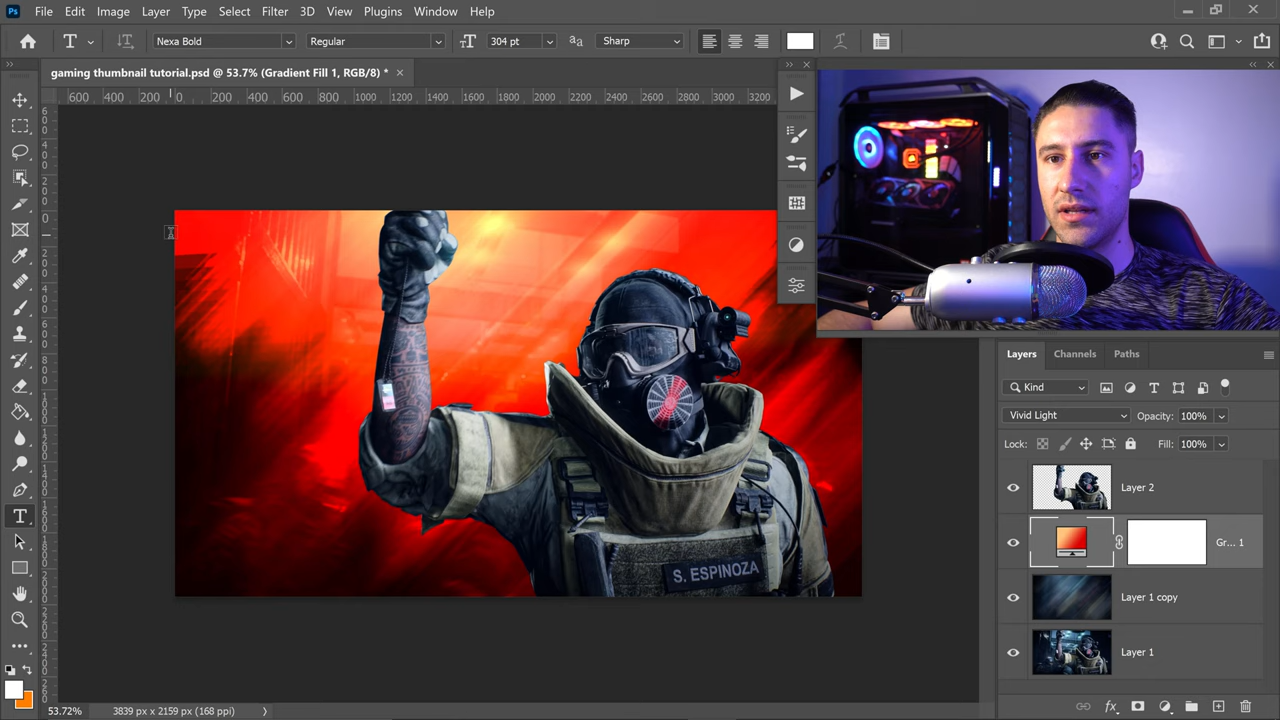 Ps File Edit Image Layer Type Select Filter 3D View Plugins Window Help
T Nexa Bold Regular 304 pt Sharp
gaming thumbnail tutorial.psd @ 53.7% (Gradient Fill 1, RGB/8) *
600 400 200 0 200 400 600 800 1000 1200 1400 1600 1800 2000 2200 2400 2600 2800 3000 3200
S. ESPINOZA
Layers Channels Paths
Kind
Vivid Light Opacity: 100%
Lock: Fill: 100%
Layer 2
Gr... 1
Layer 1 copy
Layer 1
53.72% 3839 px x 2159 px (168 ppi)